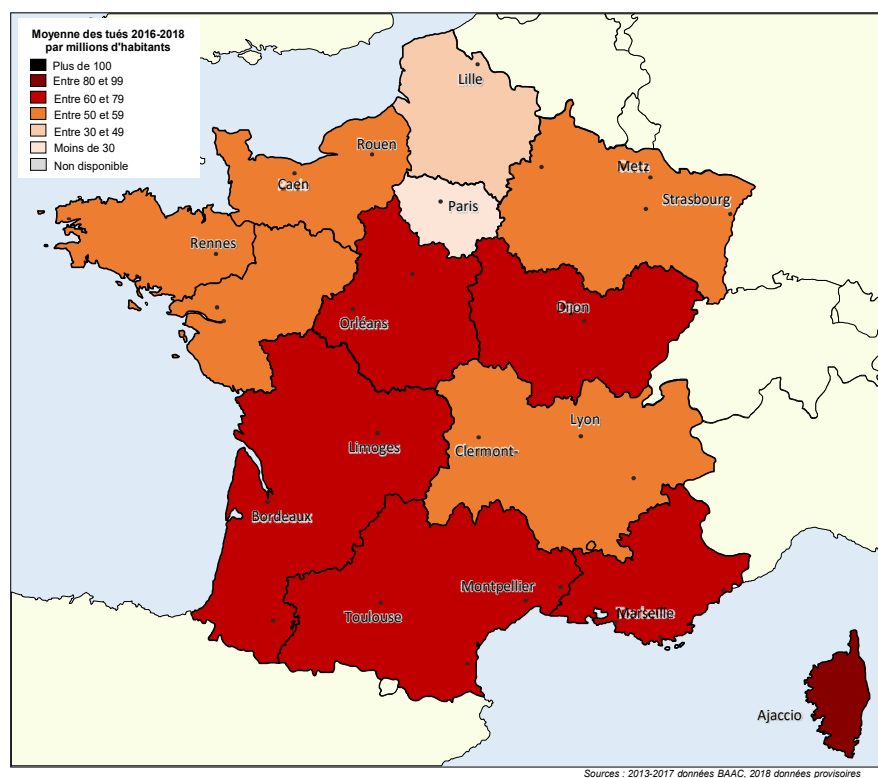 Moyenne des tués 2016-2018
par millions d'habitants
Plus de 100
Entre 80 et 99
Entre 60 et 79
Entre 50 et 59
Entre 30 et 49
Moins de 30
Non disponible
Lille
Rouen
Caen
Metz
Paris
Strasbourg
Rennes
Orléans
Dijon
Lyon
Limoges
Clermont-
Bordeaux
Montpellier
Toulouse
Marseille
Ajaccio
Sources : 2013-2017 données BAAC, 2018 données provisoires